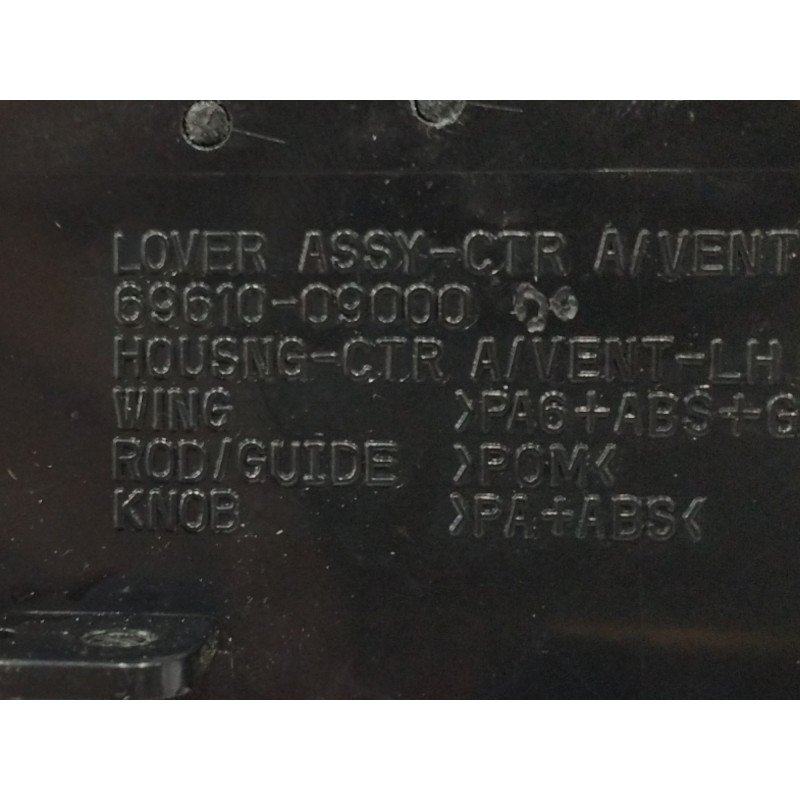 LOVER ASSY-CTR A/VENT
69610-09000
HOUSNG-CTR A/VENT-LH
WING >PA6+ABS+G
ROD/GUIDE >POM<
KNOB >PA+ABS<